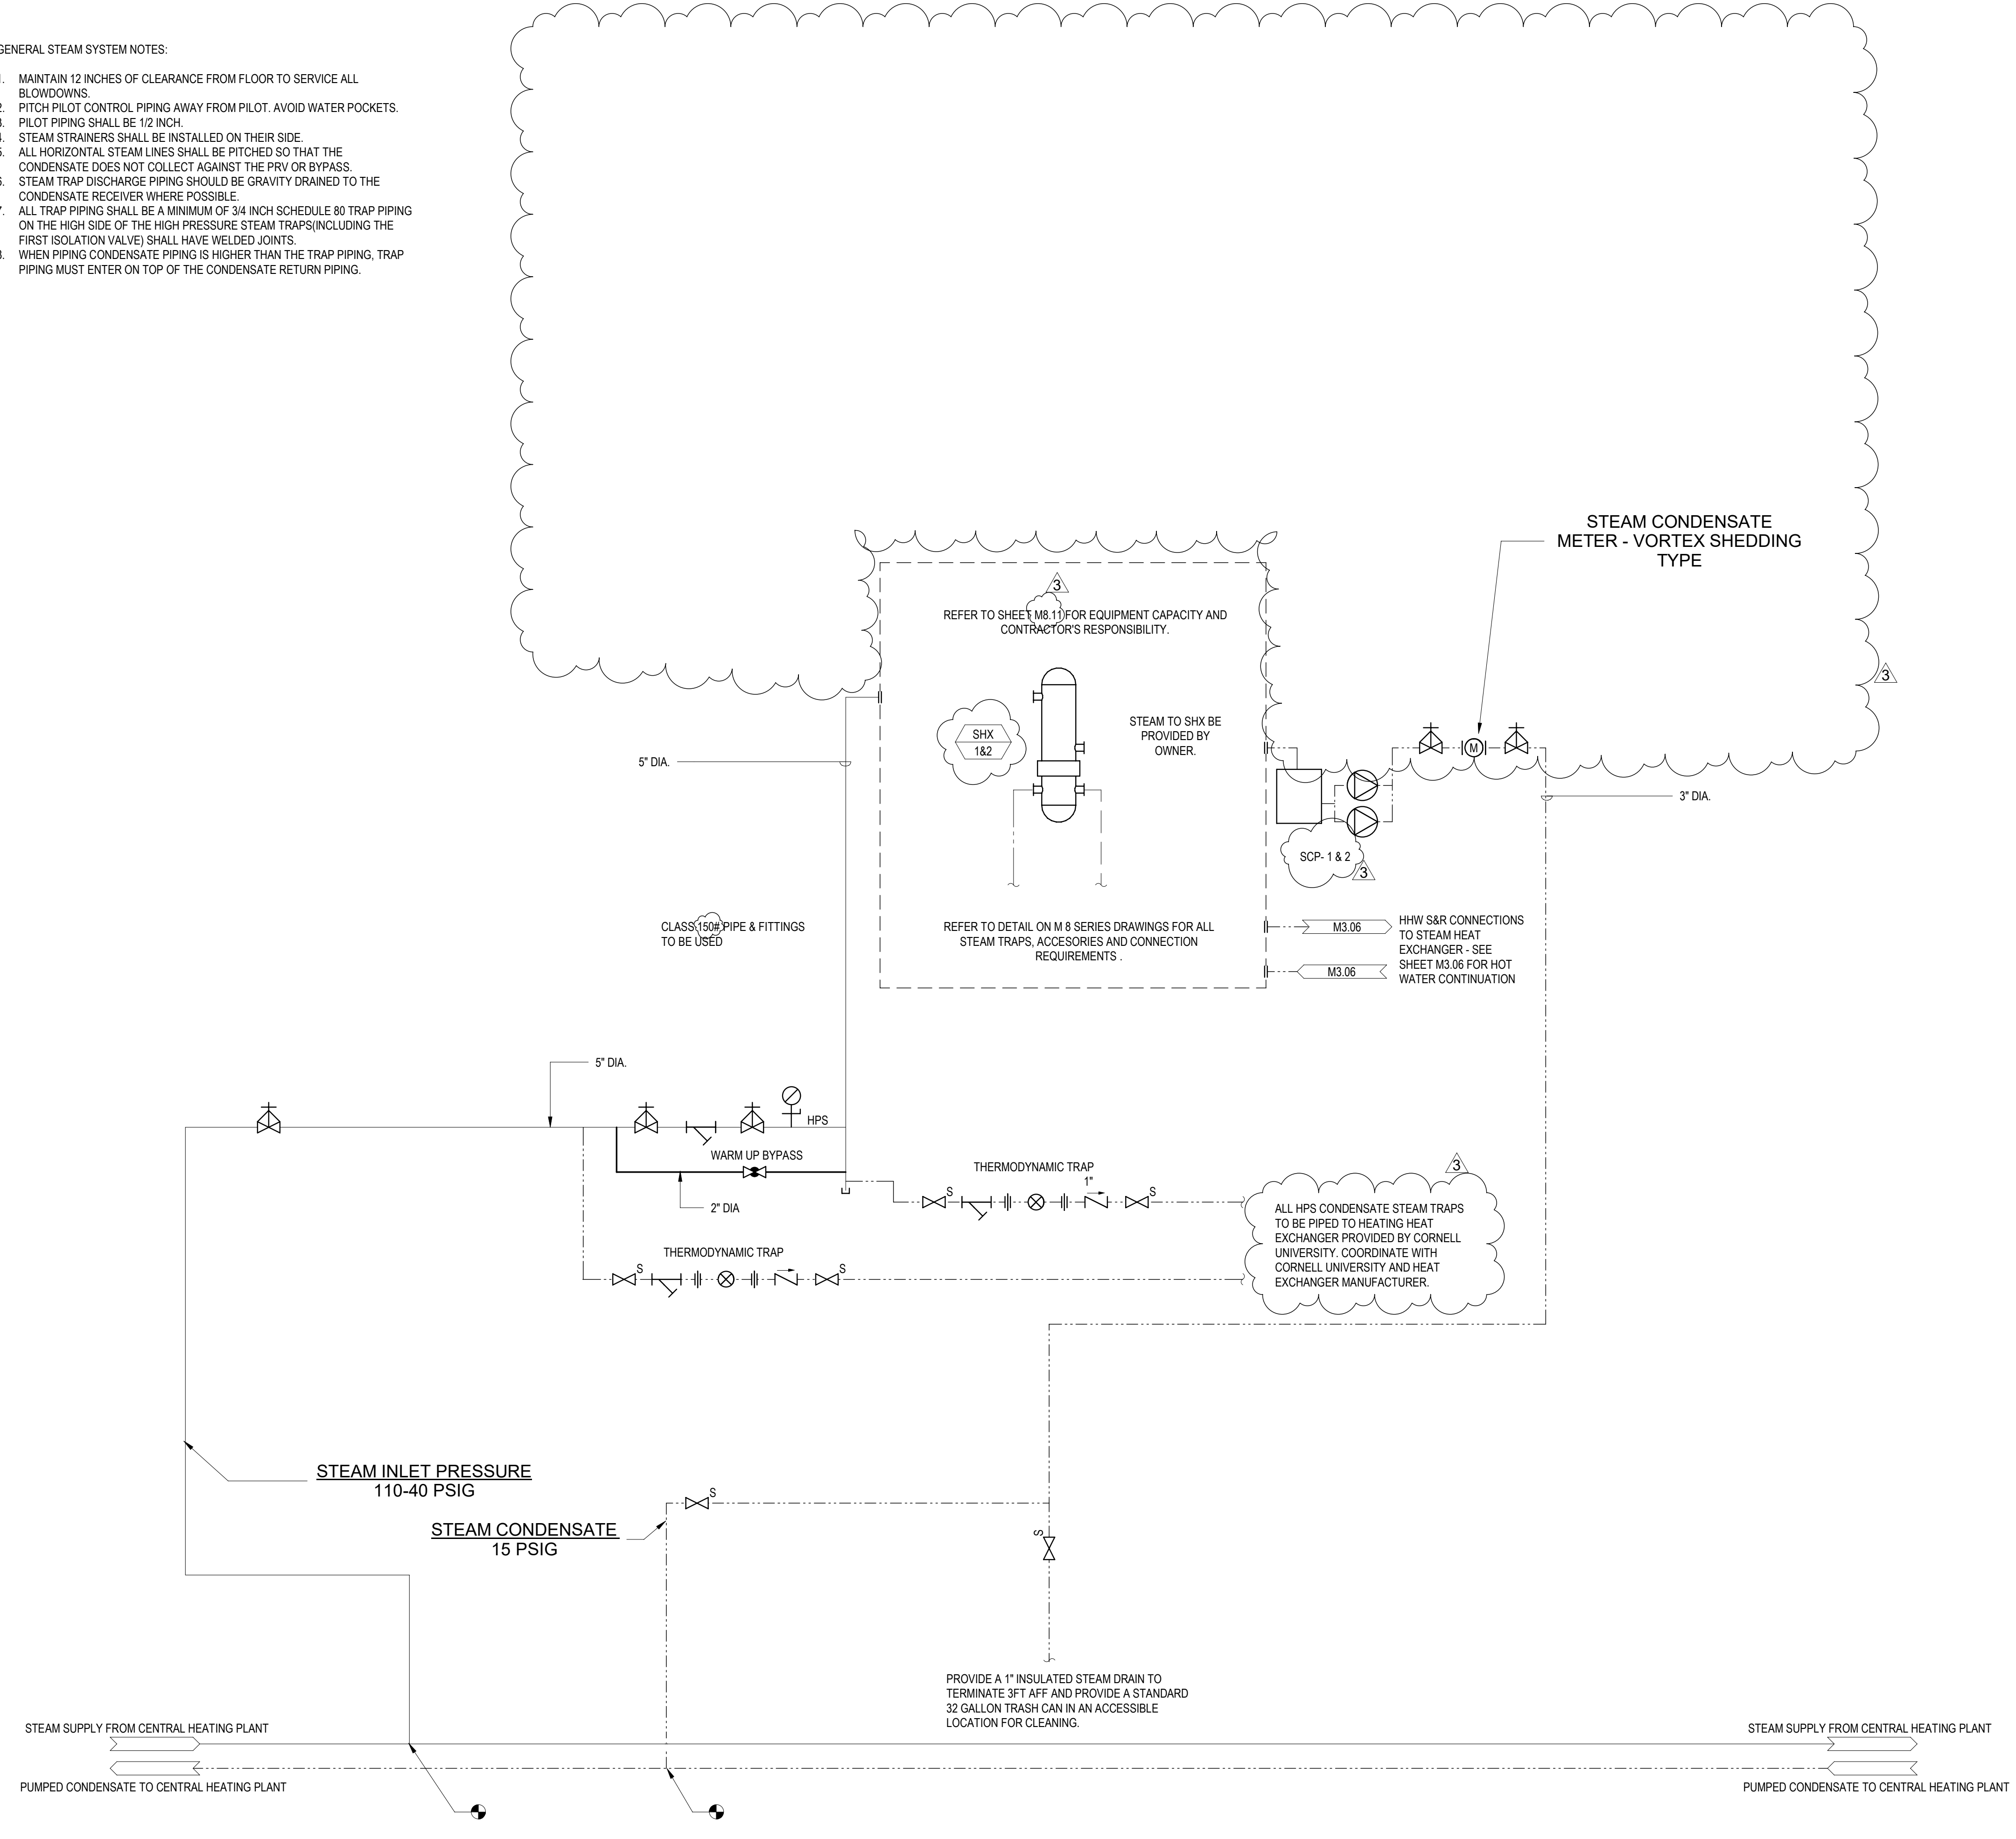 GENERAL STEAM SYSTEM NOTES:
1. MAINTAIN 12 INCHES OF CLEARANCE FROM FLOOR TO SERVICE ALL
BLOWDOWNS.
2. PITCH PILOT CONTROL PIPING AWAY FROM PILOT. AVOID WATER POCKETS.
3. PILOT PIPING SHALL BE 1/2 INCH.
4. STEAM STRAINERS SHALL BE INSTALLED ON THEIR SIDE.
5. ALL HORIZONTAL STEAM LINES SHALL BE PITCHED SO THAT THE
CONDENSATE DOES NOT COLLECT AGAINST THE PRV OR BYPASS.
6. STEAM TRAP DISCHARGE PIPING SHOULD BE GRAVITY DRAINED TO THE
CONDENSATE RECEIVER WHERE POSSIBLE.
7. ALL TRAP PIPING SHALL BE A MINIMUM OF 3/4 INCH SCHEDULE 80 TRAP PIPING
ON THE HIGH SIDE OF THE HIGH PRESSURE STEAM TRAPS(INCLUDING THE
FIRST ISOLATION VALVE) SHALL HAVE WELDED JOINTS.
8. WHEN PIPING CONDENSATE PIPING IS HIGHER THAN THE TRAP PIPING, TRAP
PIPING MUST ENTER ON TOP OF THE CONDENSATE RETURN PIPING.
STEAM CONDENSATE
METER - VORTEX SHEDDING
TYPE
3
REFER TO SHEET M8.11 FOR EQUIPMENT CAPACITY AND
CONTRACTOR'S RESPONSIBILITY.
3
SHX
1&2
STEAM TO SHX BE
PROVIDED BY
OWNER.
M
5" DIA.
3" DIA.
SCP- 1 & 2
3
CLASS 150# PIPE & FITTINGS
TO BE USED
REFER TO DETAIL ON M 8 SERIES DRAWINGS FOR ALL
STEAM TRAPS, ACCESORIES AND CONNECTION
REQUIREMENTS .
M3.06
M3.06
HHW S&R CONNECTIONS
TO STEAM HEAT
EXCHANGER - SEE
SHEET M3.06 FOR HOT
WATER CONTINUATION
5" DIA.
HPS
WARM UP BYPASS
2" DIA
THERMODYNAMIC TRAP
1"
S
S
3
ALL HPS CONDENSATE STEAM TRAPS
TO BE PIPED TO HEATING HEAT
EXCHANGER PROVIDED BY CORNELL
UNIVERSITY. COORDINATE WITH
CORNELL UNIVERSITY AND HEAT
EXCHANGER MANUFACTURER.
THERMODYNAMIC TRAP
S
S
STEAM INLET PRESSURE
110-40 PSIG
S
STEAM CONDENSATE
15 PSIG
S
PROVIDE A 1" INSULATED STEAM DRAIN TO
TERMINATE 3FT AFF AND PROVIDE A STANDARD
32 GALLON TRASH CAN IN AN ACCESSIBLE
LOCATION FOR CLEANING.
STEAM SUPPLY FROM CENTRAL HEATING PLANT
STEAM SUPPLY FROM CENTRAL HEATING PLANT
PUMPED CONDENSATE TO CENTRAL HEATING PLANT
PUMPED CONDENSATE TO CENTRAL HEATING PLANT